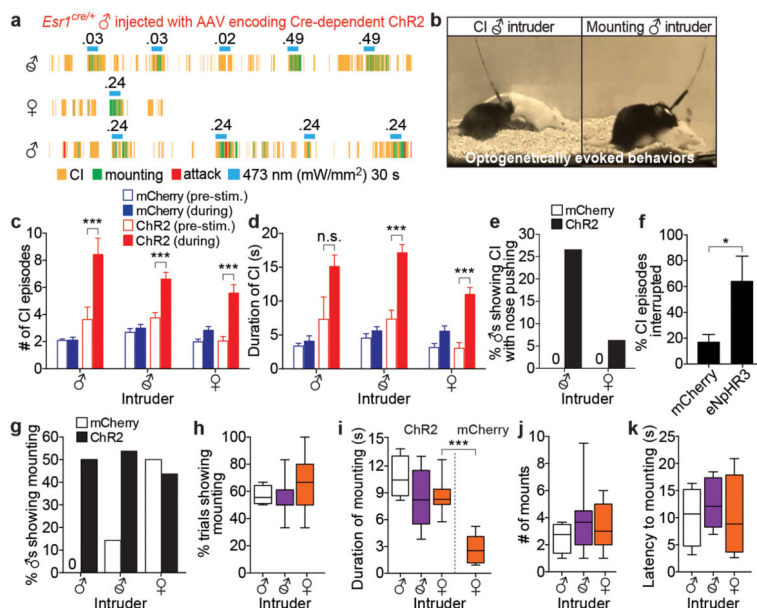 Esr1cre/+ ♂ injected with AAV encoding Cre-dependent ChR2
a
.03 .03 .02 .49 .49
♂
.24
♀
.24 .24 .24 .24
♂
CI mounting attack 473 nm (mW/mm²) 30 s
b
CI ♂ intruder
Mounting ♂ intruder
Optogenetically evoked behaviors
c
mCherry (pre-stim.)
mCherry (during)
ChR2 (pre-stim.)
ChR2 (during)
# of CI episodes
10
8
6
4
2
0
*** *** ***
♂ ♂ ♀
Intruder
d
Duration of CI (s)
20
15
10
5
0
n.s. *** ***
♂ ♂ ♀
Intruder
e
mCherry
ChR2
% ♂s showing CI
with nose pushing
30
25
20
15
10
5
0
0 0
♂ ♀
Intruder
f
% CI episodes
interrupted
100
80
60
40
20
0
*
mCherry
eNpHR3
g
mCherry
ChR2
% ♂s showing mounting
60
50
40
30
20
10
0
0
♂ ♂ ♀
Intruder
h
% trials showing
mounting
100
80
60
40
20
0
♂ ♂ ♀
Intruder
i
Duration of mounting (s)
15
12
9
6
3
0
ChR2 mCherry
***
♂ ♂ ♀ ♀
Intruder
j
# of mounts
10
8
6
4
2
0
♂ ♂ ♀
Intruder
k
Latency to mounting (s)
25
20
15
10
5
0
♂ ♂ ♀
Intruder